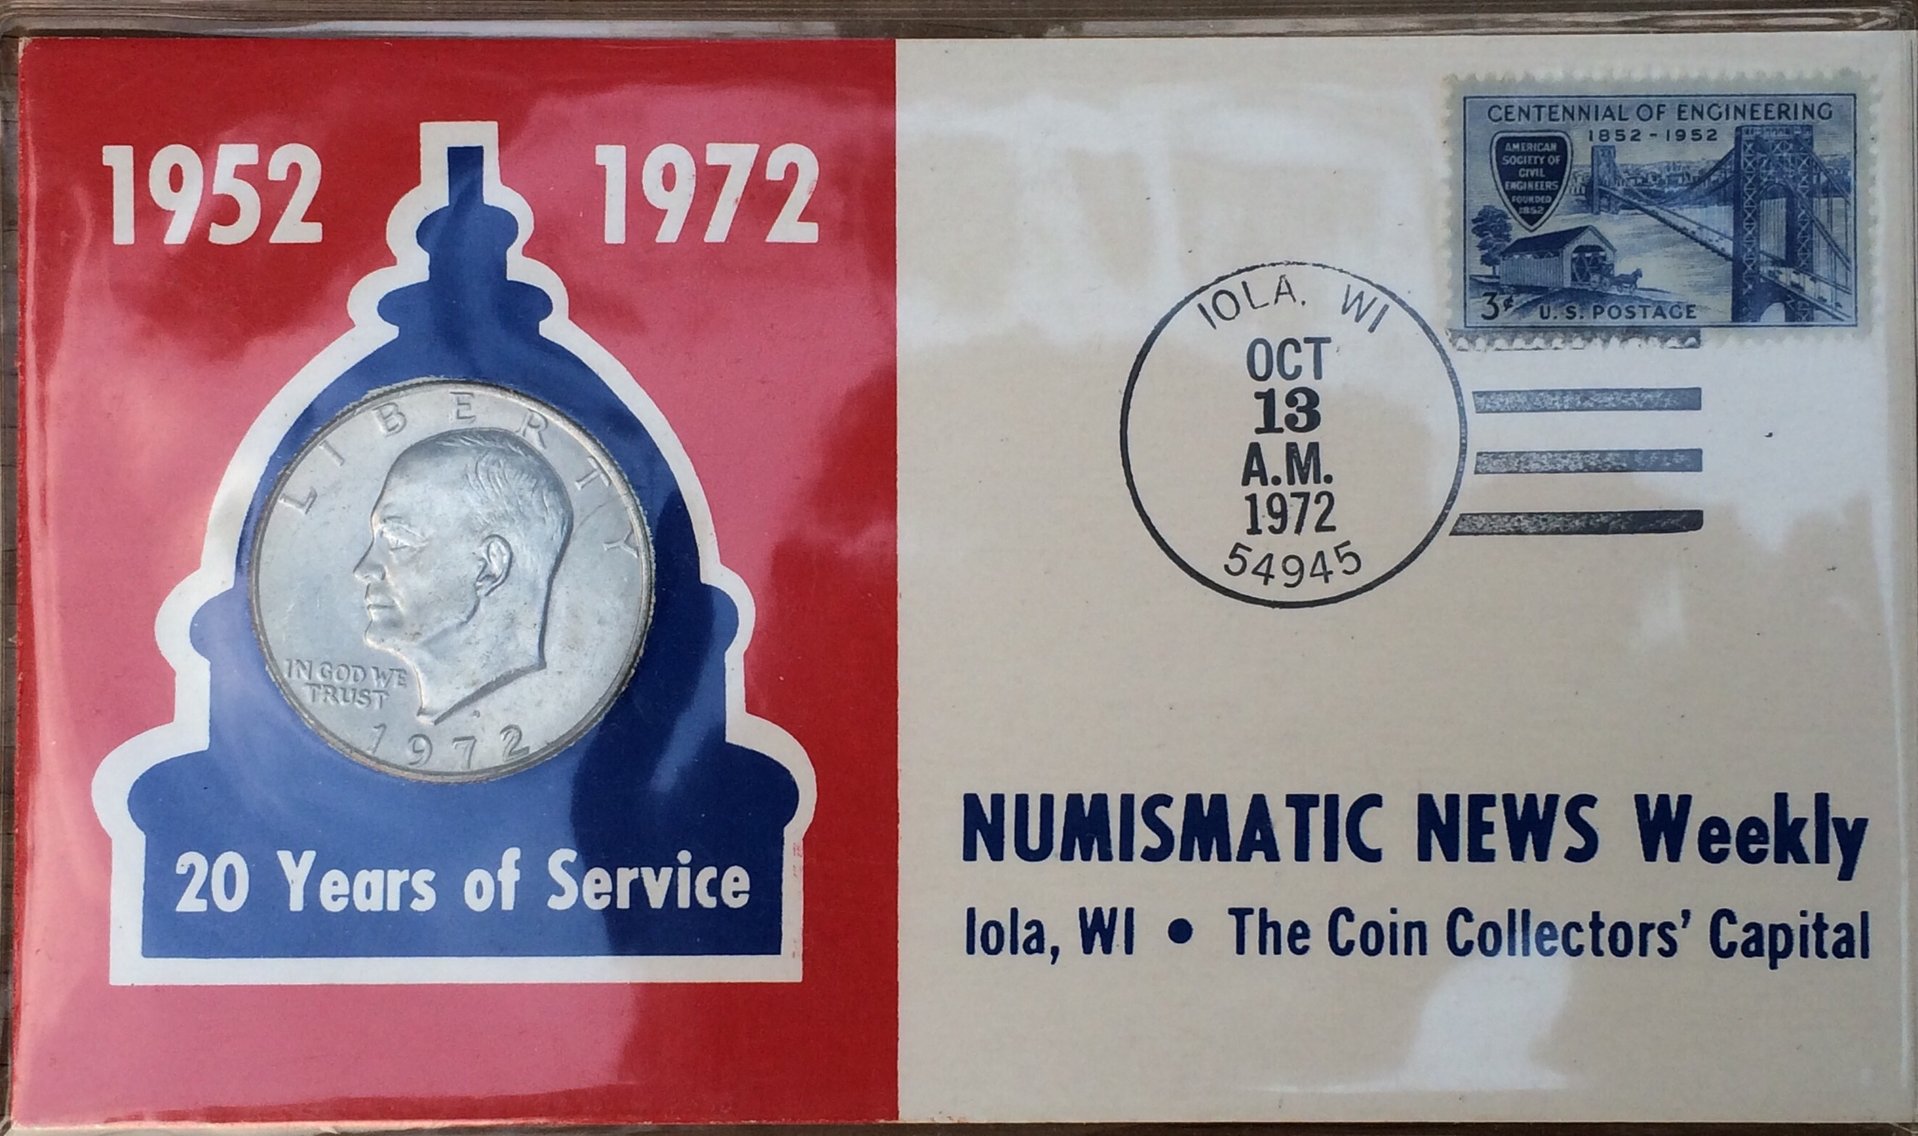 1952 1972
LIBERTY
IN GOD WE
TRUST
1972
20 Years of Service
CENTENNIAL OF ENGINEERING
1852-1952
AMERICAN
SOCIETY OF
CIVIL
ENGINEERS
FOUNDED
1852
3¢ U.S. POSTAGE
IOLA, WI
OCT
13
A.M.
1972
54945
NUMISMATIC NEWS Weekly
Iola, WI • The Coin Collectors' Capital